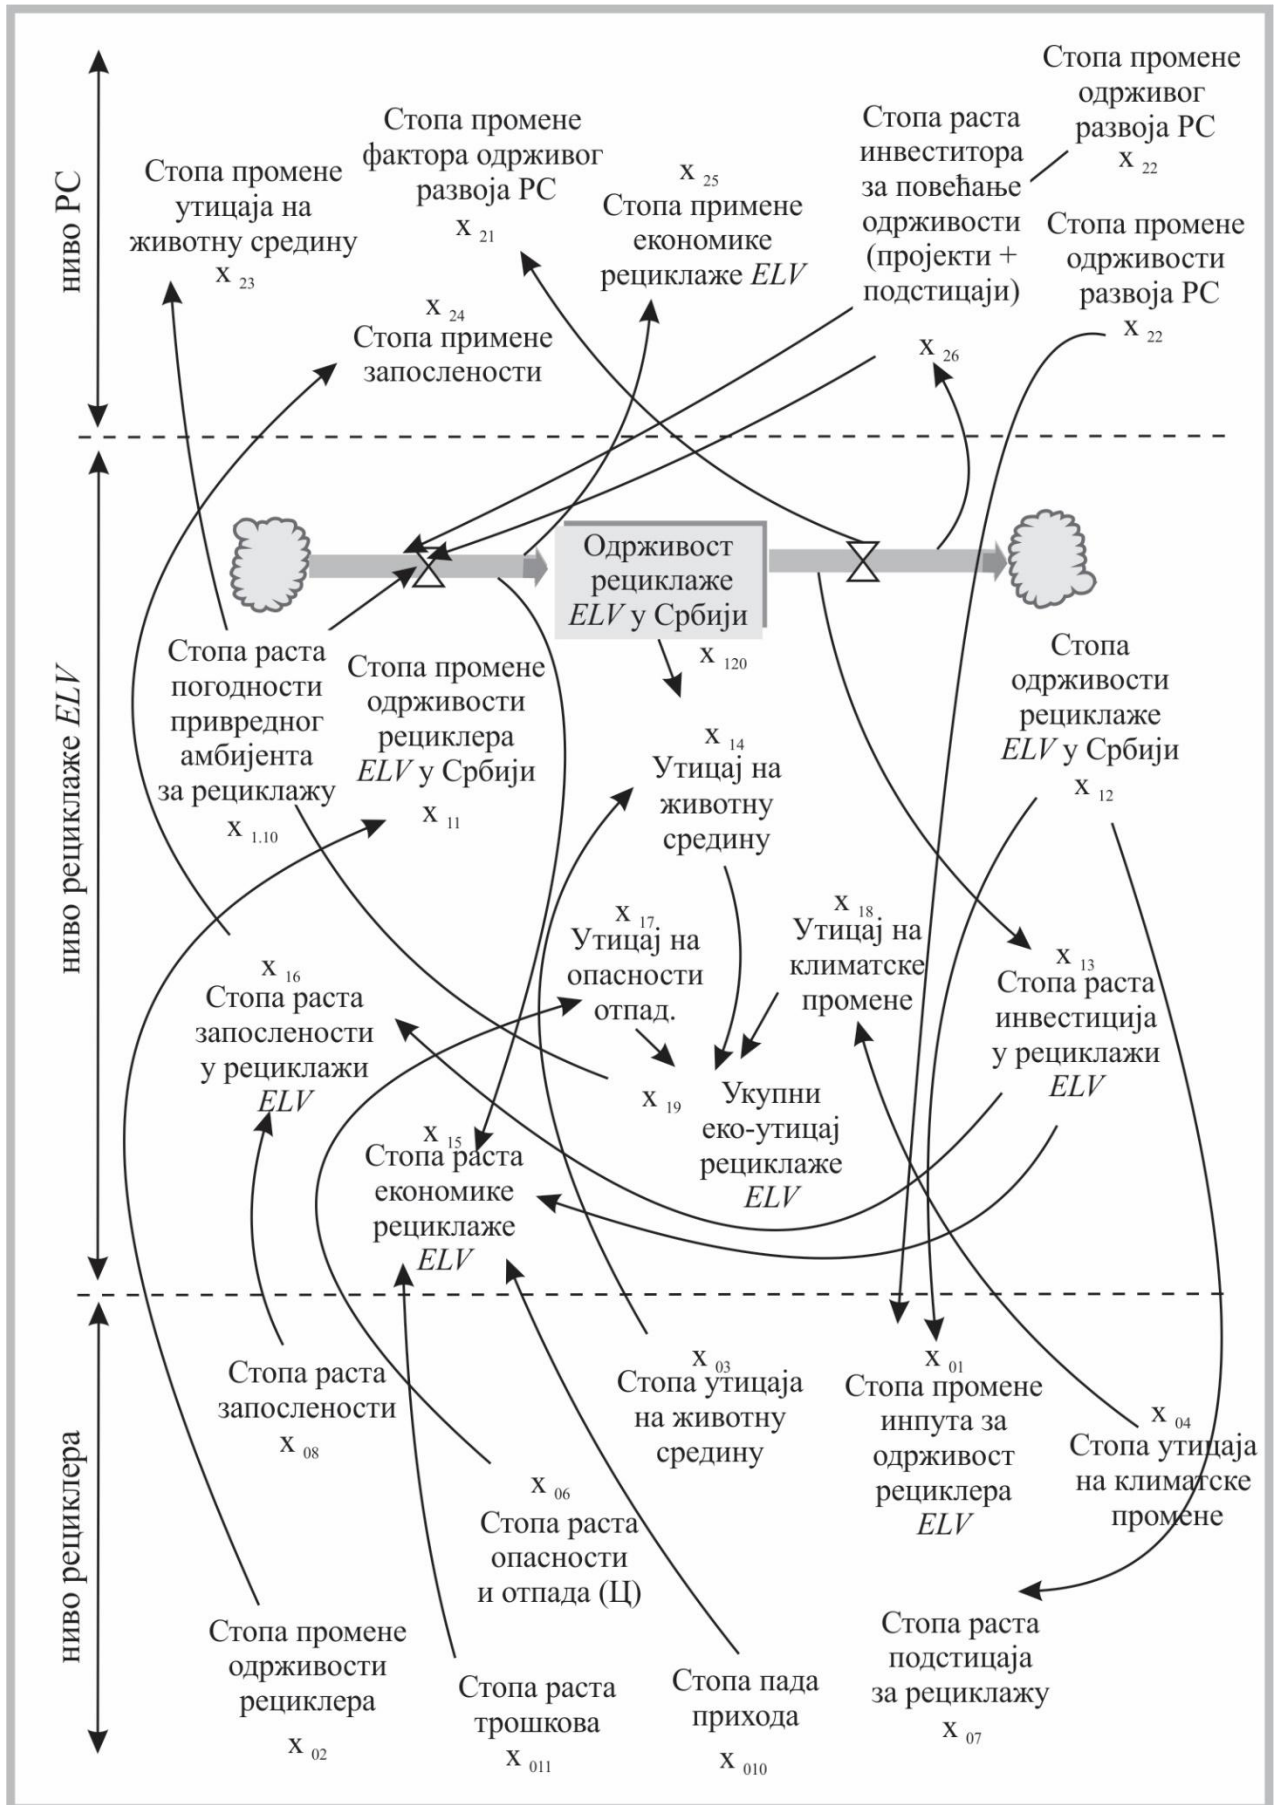 ниво РС
Стопа промене
утицаја на
животну средину
x 23
Стопа промене
фактора одрживог
развоја РС
x 21
x 24
Стопа примене
запослености
x 25
Стопа примене
економике
рециклаже ELV
Стопа раста
инвеститора
за повећање
одрживости
(пројекти +
подстицаји)
x 26
Стопа промене
одрживог
развоја РС
x 22
Стопа промене
одрживости
развоја РС
x 22
ниво рециклаже ELV
Одрживост
рециклаже
ELV у Србији
x 120
Стопа раста
погодности
привредног
амбијента
за рециклажу
x 1.10
Стопа промене
одрживости
рециклера
ELV у Србији
x 11
x 14
Утицај на
животну
средину
Стопа
одрживости
рециклаже
ELV у Србији
x 12
x 16
Стопа раста
запослености
у рециклажи
ELV
x 17
Утицај на
опасности
отпад.
x 18
Утицај на
климатске
промене
x 13
Стопа раста
инвестиција
у рециклажи
ELV
x 19
Укупни
еко-утицај
рециклаже
ELV
x 15
Стопа раста
економике
рециклаже
ELV
ниво рециклера
Стопа раста
запослености
x 08
x 03
Стопа утицаја
на животну
средину
x 01
Стопа промене
инпута за
одрживост
рециклера
ELV
x 04
Стопа утицаја
на климатске
промене
x 06
Стопа раста
опасности
и отпада (Ц)
Стопа промене
одрживости
рециклера
x 02
Стопа раста
трошкова
x 011
Стопа пада
прихода
x 010
Стопа раста
подстицаја
за рециклажу
x 07